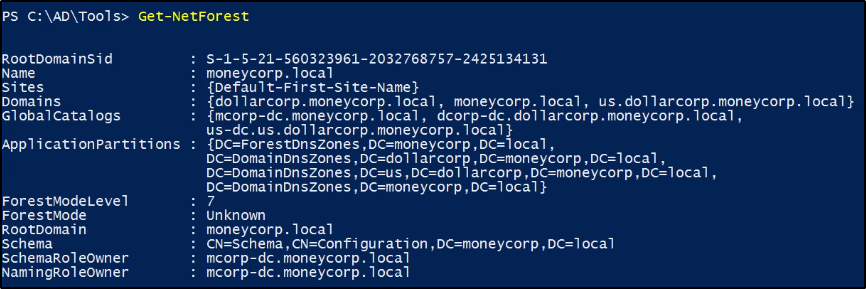 PS C:\AD\Tools> Get-NetForest
RootDomainSid : S-1-5-21-560323961-2032768757-2425134131
Name : moneycorp.local
Sites : {Default-First-Site-Name}
Domains : {dollarcorp.moneycorp.local, moneycorp.local, us.dollarcorp.moneycorp.local}
GlobalCatalogs : {mcorp-dc.moneycorp.local, dcorp-dc.dollarcorp.moneycorp.local,
us-dc.us.dollarcorp.moneycorp.local}
ApplicationPartitions : {DC=ForestDnsZones,DC=moneycorp,DC=local,
DC=DomainDnsZones,DC=dollarcorp,DC=moneycorp,DC=local,
DC=DomainDnsZones,DC=us,DC=dollarcorp,DC=moneycorp,DC=local,
DC=DomainDnsZones,DC=moneycorp,DC=local}
ForestModeLevel : 7
ForestMode : Unknown
RootDomain : moneycorp.local
Schema : CN=Schema,CN=Configuration,DC=moneycorp,DC=local
SchemaRoleOwner : mcorp-dc.moneycorp.local
NamingRoleOwner : mcorp-dc.moneycorp.local